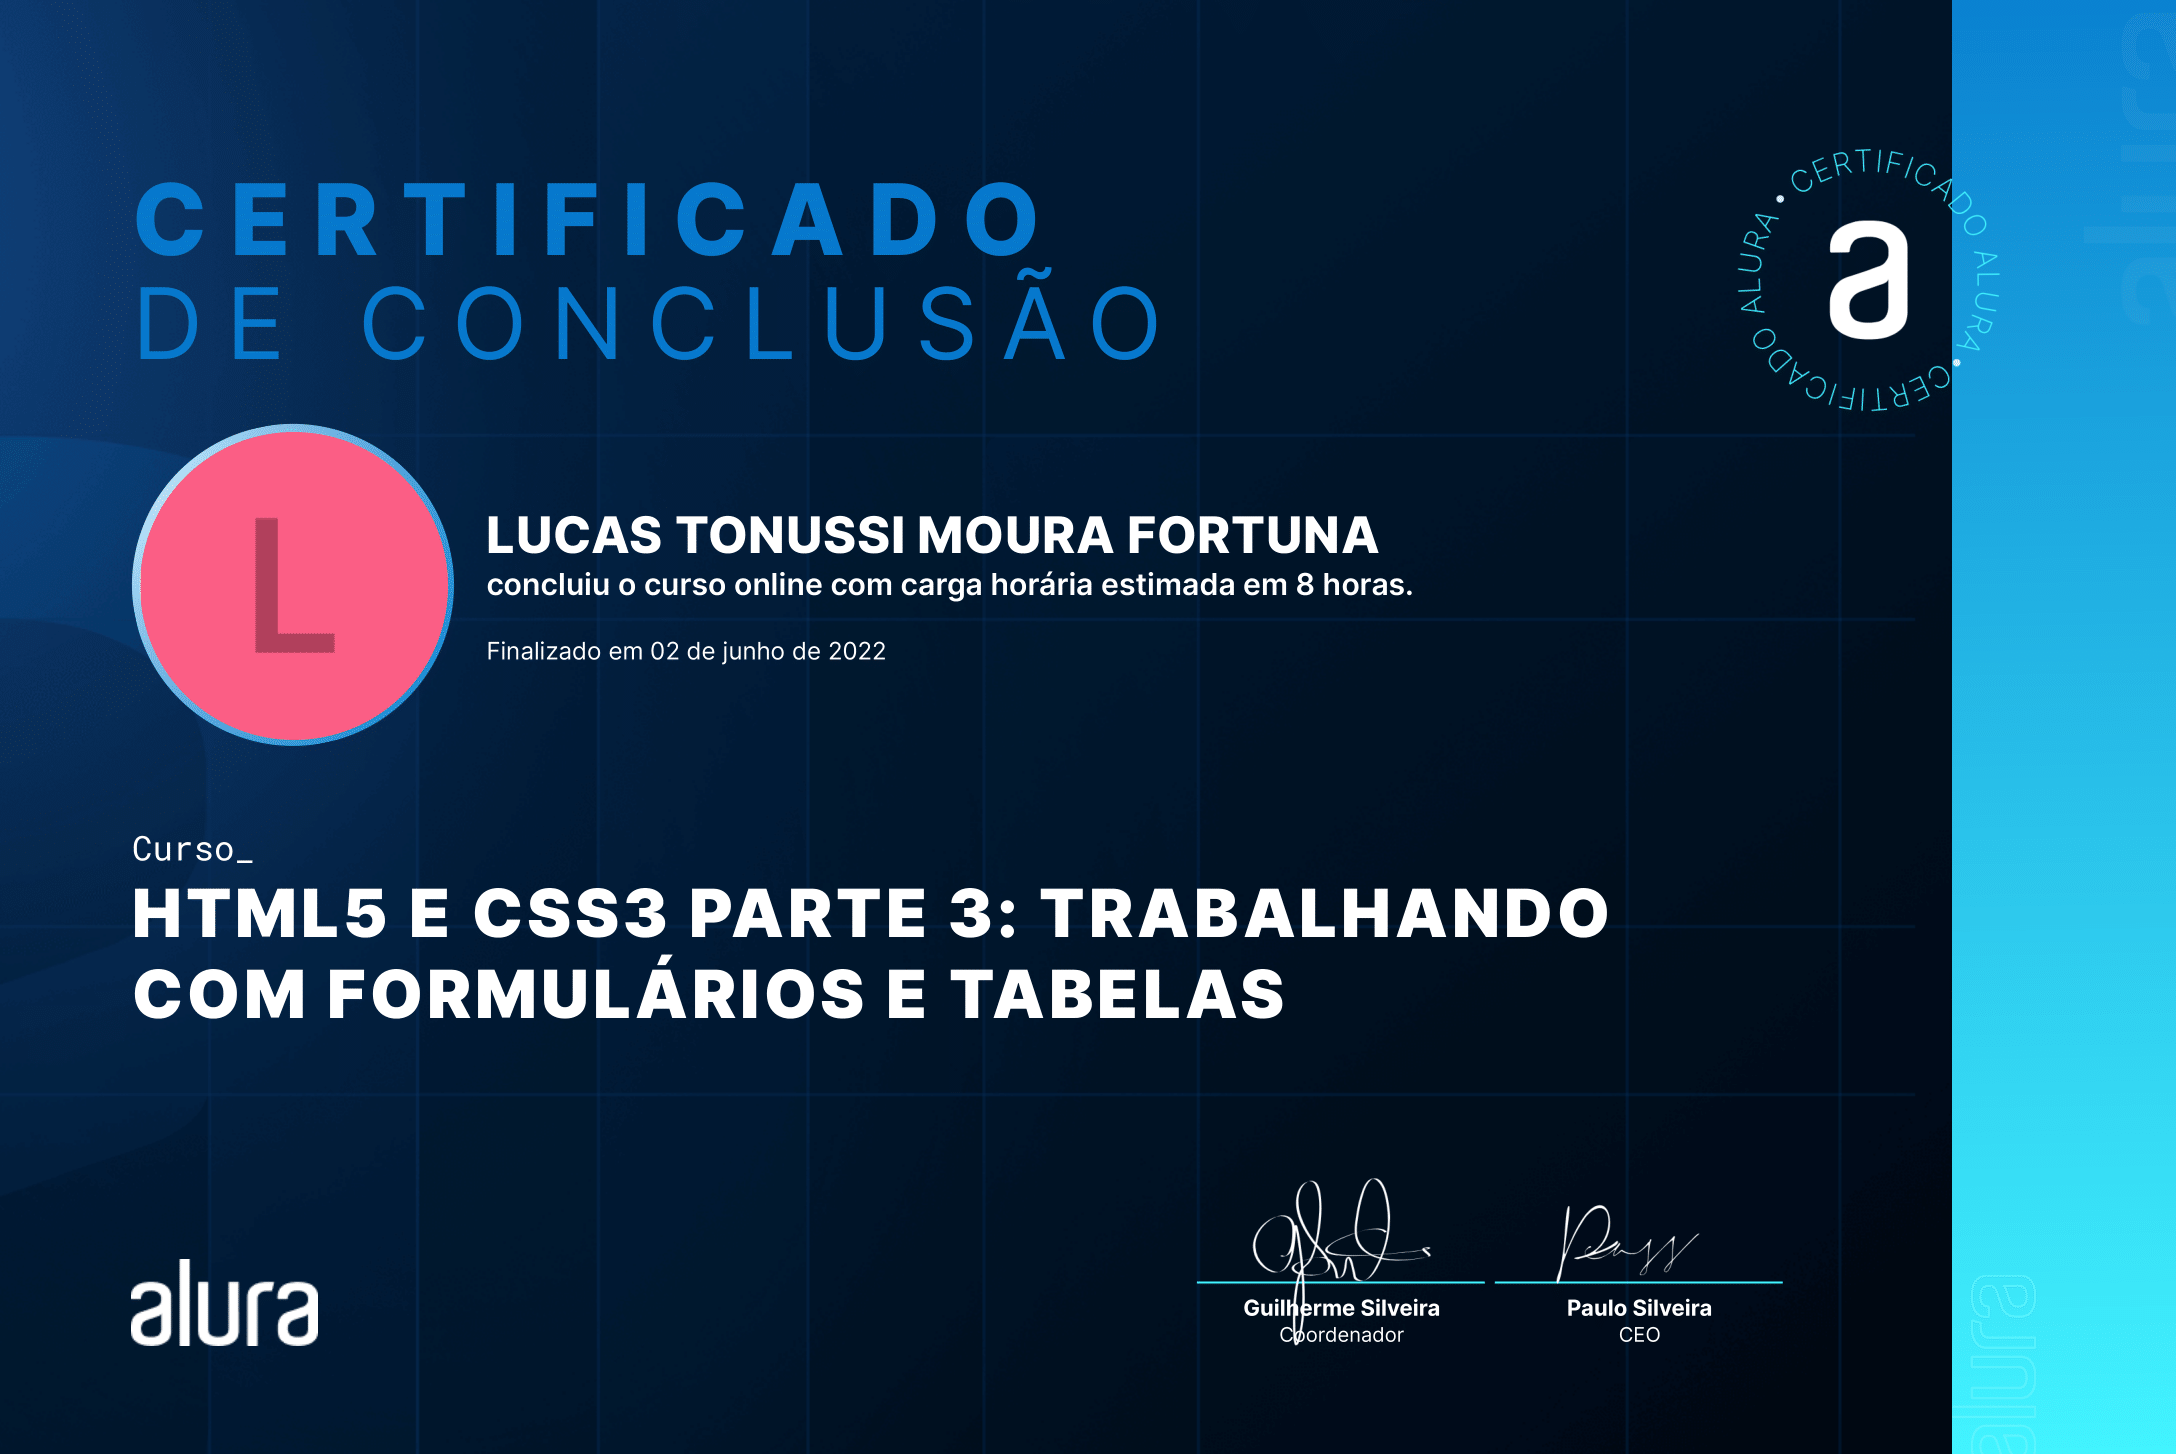 CERTIFICADO
DE CONCLUSÃO
CERTIFICADO ALURA • CERTIFICADO ALURA •
a
L
LUCAS TONUSSI MOURA FORTUNA
concluiu o curso online com carga horária estimada em 8 horas.
Finalizado em 02 de junho de 2022
Curso_
HTML5 E CSS3 PARTE 3: TRABALHANDO
COM FORMULÁRIOS E TABELAS
alura
Guilherme Silveira
Coordenador
Paulo Silveira
CEO
alura
alura